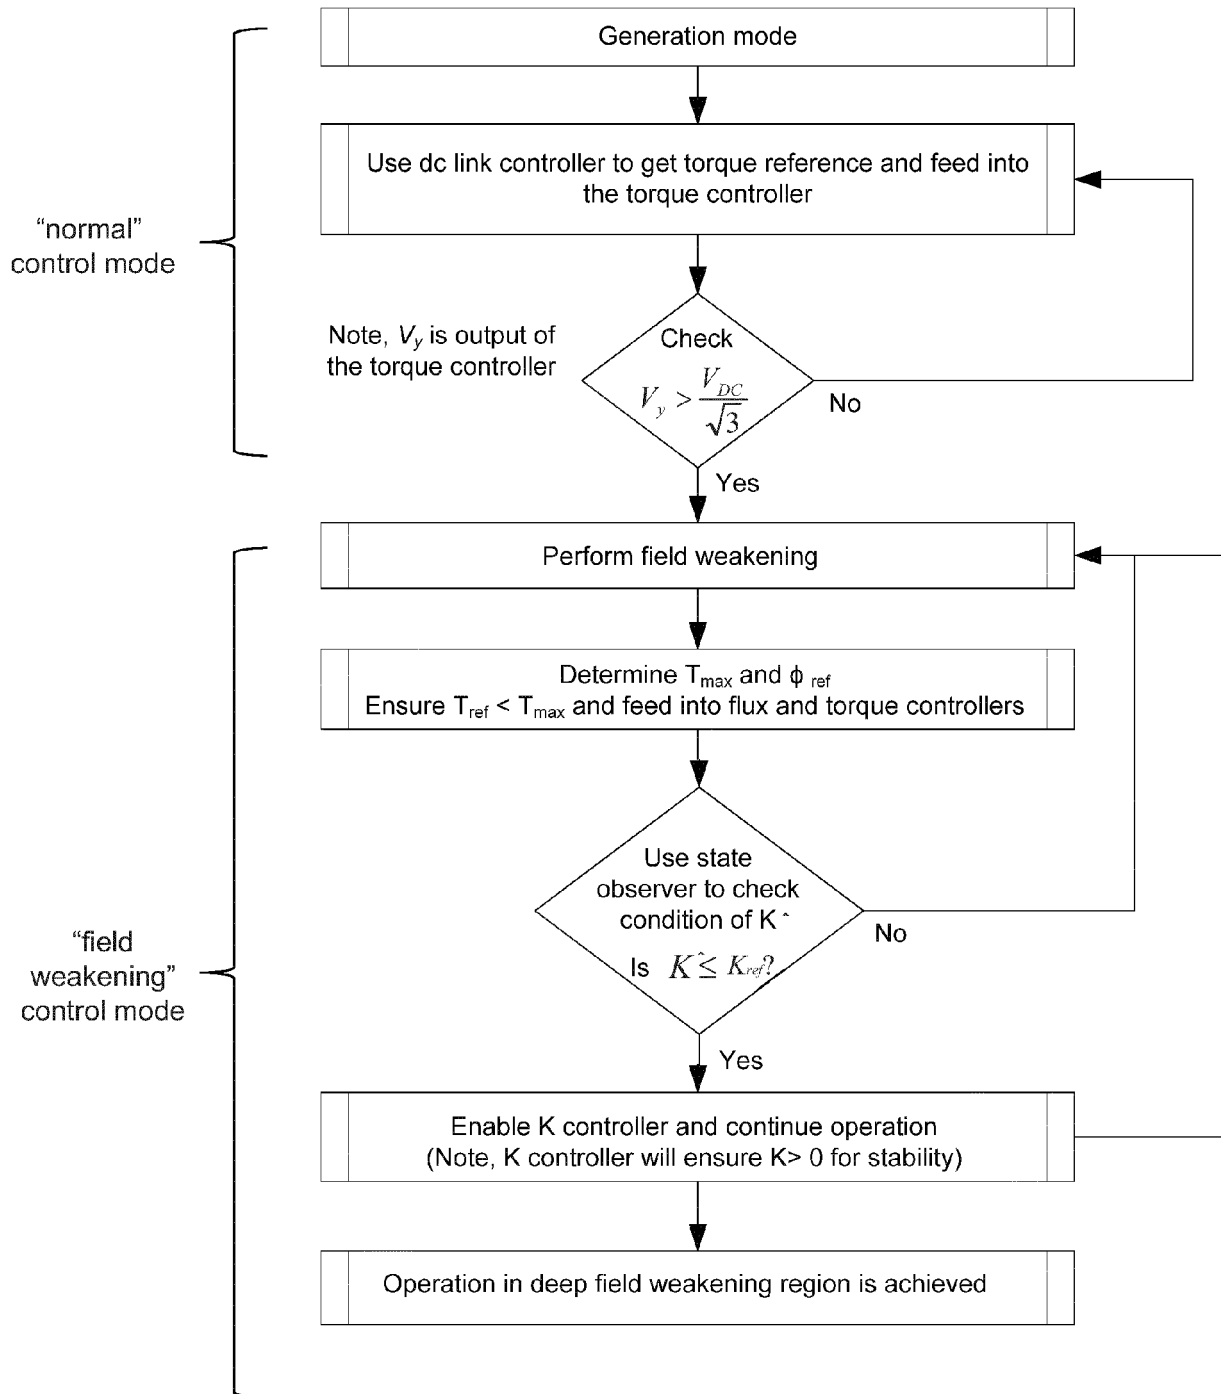 Generation mode
Use dc link controller to get torque reference and feed into
the torque controller
“normal”
control mode
Note, Vy is output of
the torque controller
Check
Vy > VDC/√3
No
Yes
Perform field weakening
Determine Tmax and ϕ ref
Ensure Tref < Tmax and feed into flux and torque controllers
Use state
observer to check
condition of K ˆ
Is K̂ ≤ Kref?
No
“field
weakening”
control mode
Yes
Enable K controller and continue operation
(Note, K controller will ensure K> 0 for stability)
Operation in deep field weakening region is achieved